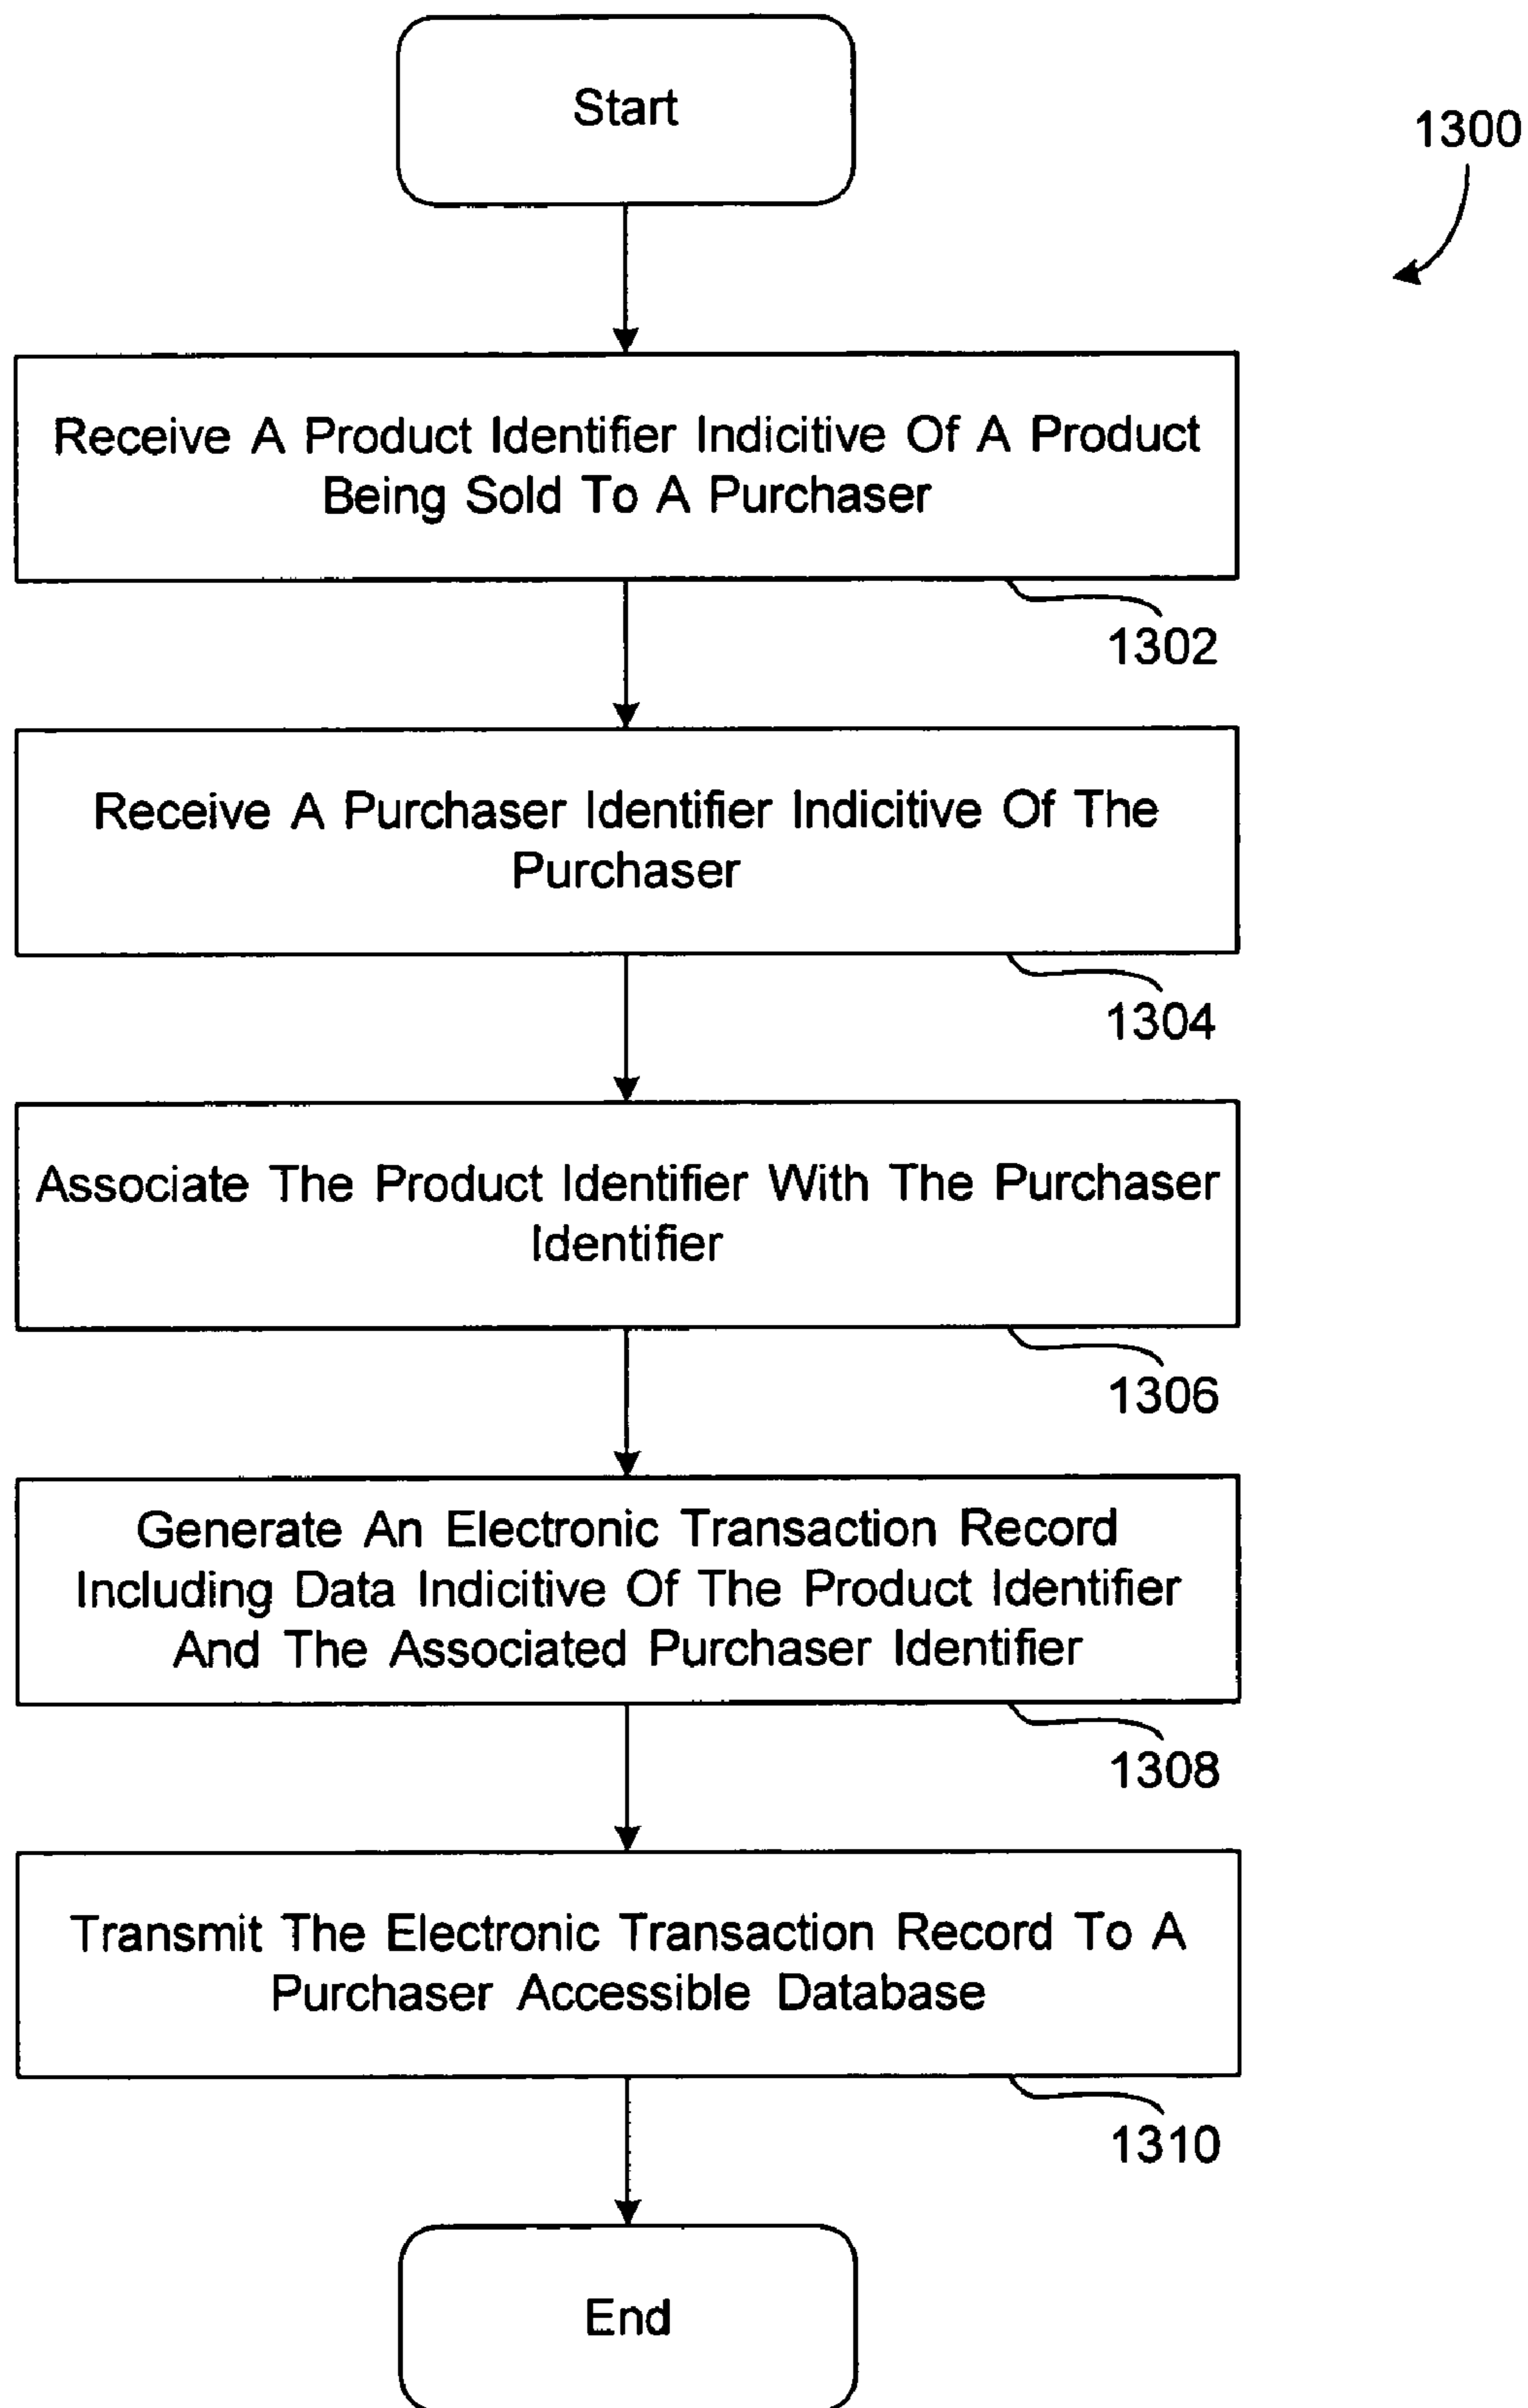 Start
1300
Receive A Product Identifier Indicitive Of A Product
Being Sold To A Purchaser
1302
Receive A Purchaser Identifier Indicitive Of The
Purchaser
1304
Associate The Product Identifier With The Purchaser
Identifier
1306
Generate An Electronic Transaction Record
Including Data Indicitive Of The Product Identifier
And The Associated Purchaser Identifier
1308
Transmit The Electronic Transaction Record To A
Purchaser Accessible Database
1310
End